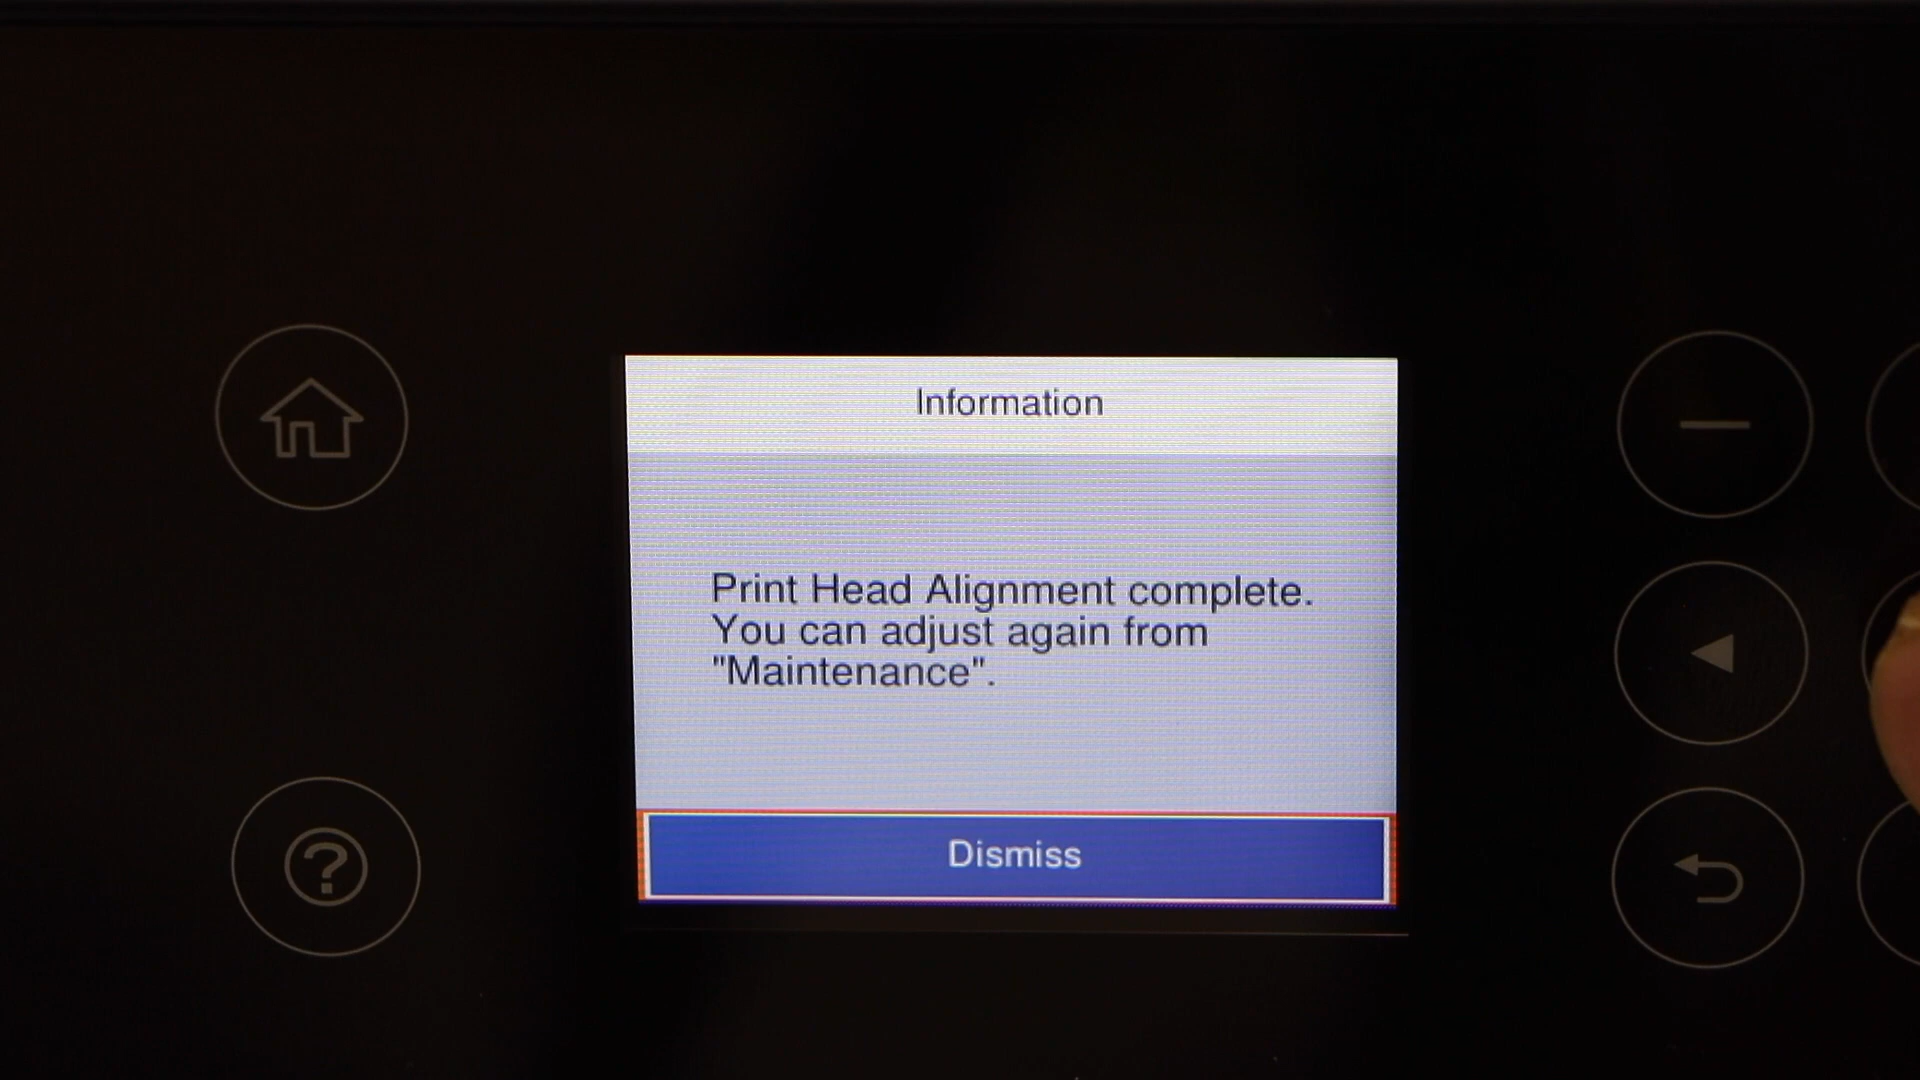 Information
Print Head Alignment complete.
You can adjust again from
"Maintenance".
Dismiss